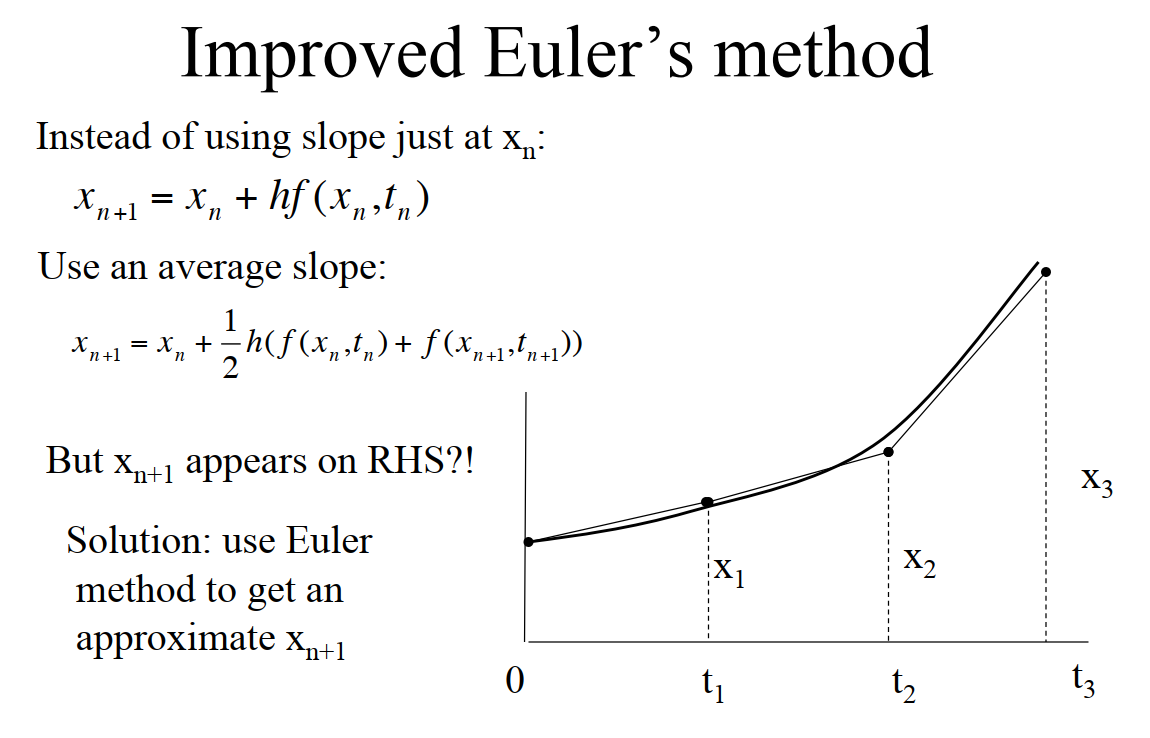 Improved Euler’s method
Instead of using slope just at xₙ:
xₙ₊₁ = xₙ + hf(xₙ,tₙ)
Use an average slope:
xₙ₊₁ = xₙ + 1/2 h(f(xₙ,tₙ) + f(xₙ₊₁,tₙ₊₁))
But xₙ₊₁ appears on RHS?!
Solution: use Euler
method to get an
approximate xₙ₊₁
x₁
x₂
x₃
0
t₁
t₂
t₃